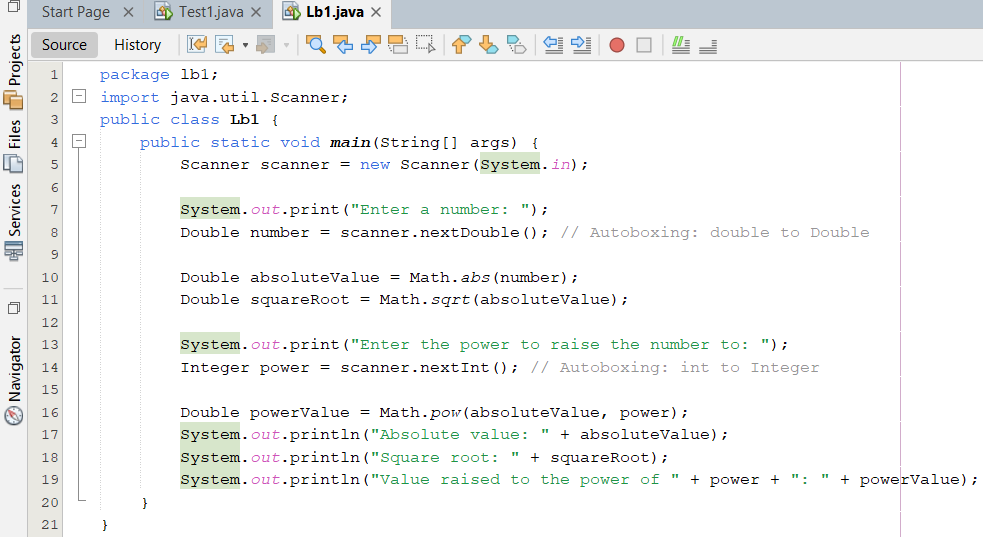 Start Page Test1.java Lb1.java
Source History
Projects
Files
Services
Navigator
1 package lb1;
2 import java.util.Scanner;
3 public class Lb1 {
4 public static void main(String[] args) {
5 Scanner scanner = new Scanner(System.in);
6
7 System.out.print("Enter a number: ");
8 Double number = scanner.nextDouble(); // Autoboxing: double to Double
9
10 Double absoluteValue = Math.abs(number);
11 Double squareRoot = Math.sqrt(absoluteValue);
12
13 System.out.print("Enter the power to raise the number to: ");
14 Integer power = scanner.nextInt(); // Autoboxing: int to Integer
15
16 Double powerValue = Math.pow(absoluteValue, power);
17 System.out.println("Absolute value: " + absoluteValue);
18 System.out.println("Square root: " + squareRoot);
19 System.out.println("Value raised to the power of " + power + ": " + powerValue);
20 }
21 }